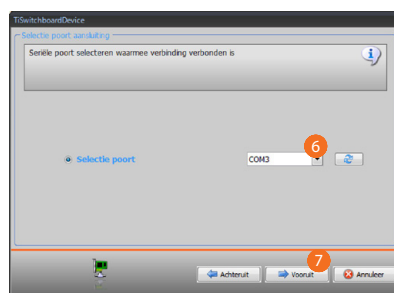 TiSwitchboardDevice
Selectie poort aansluiting
Seriële poort selecteren waarmee verbinding verbonden is
6
Selectie poort COM3
7
Achteruit Vooruit Annuleer